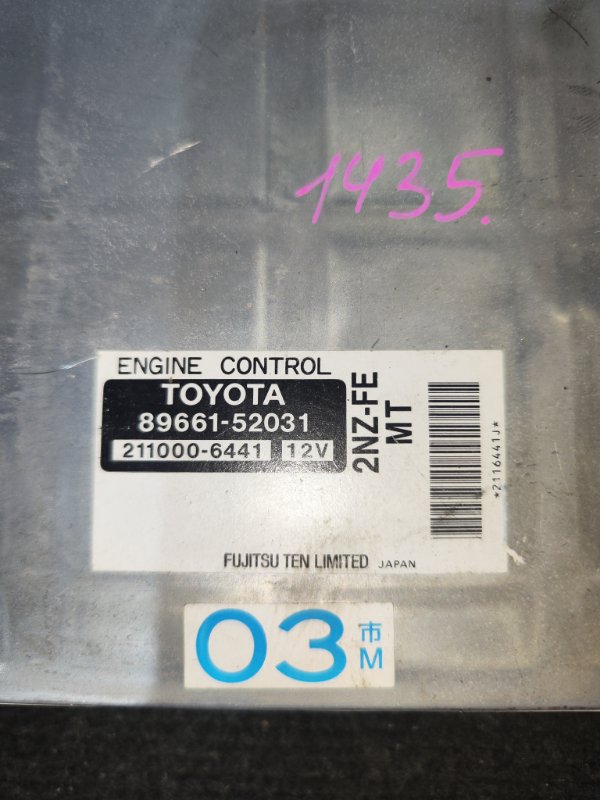 1435.
ENGINE CONTROL
TOYOTA
89661-52031
211000-6441 12V
2NZ-FE
MT
*2116441J*
FUJITSU TEN LIMITED JAPAN
03 市
M